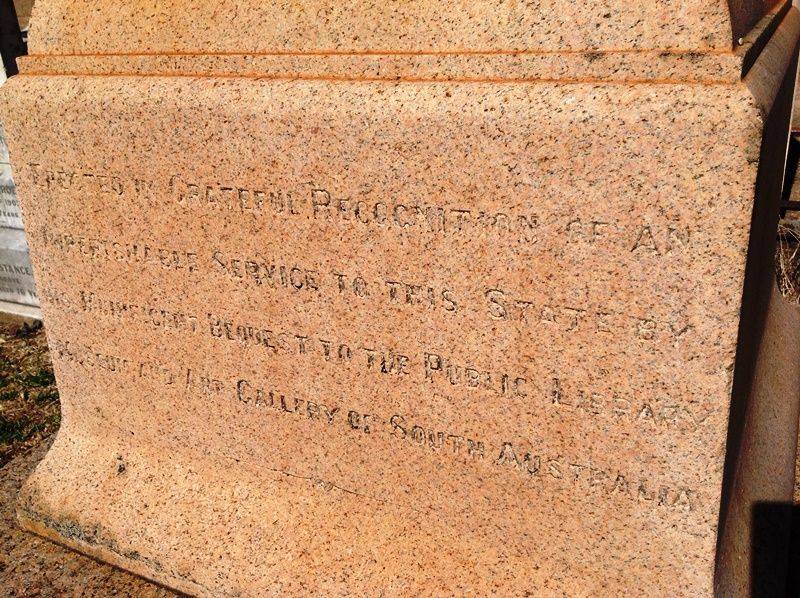 Erected in Grateful Recognition of an
Imperishable Service to this State by
His Munificent Bequest to the Public Library
Museum and Art Gallery of South Australia